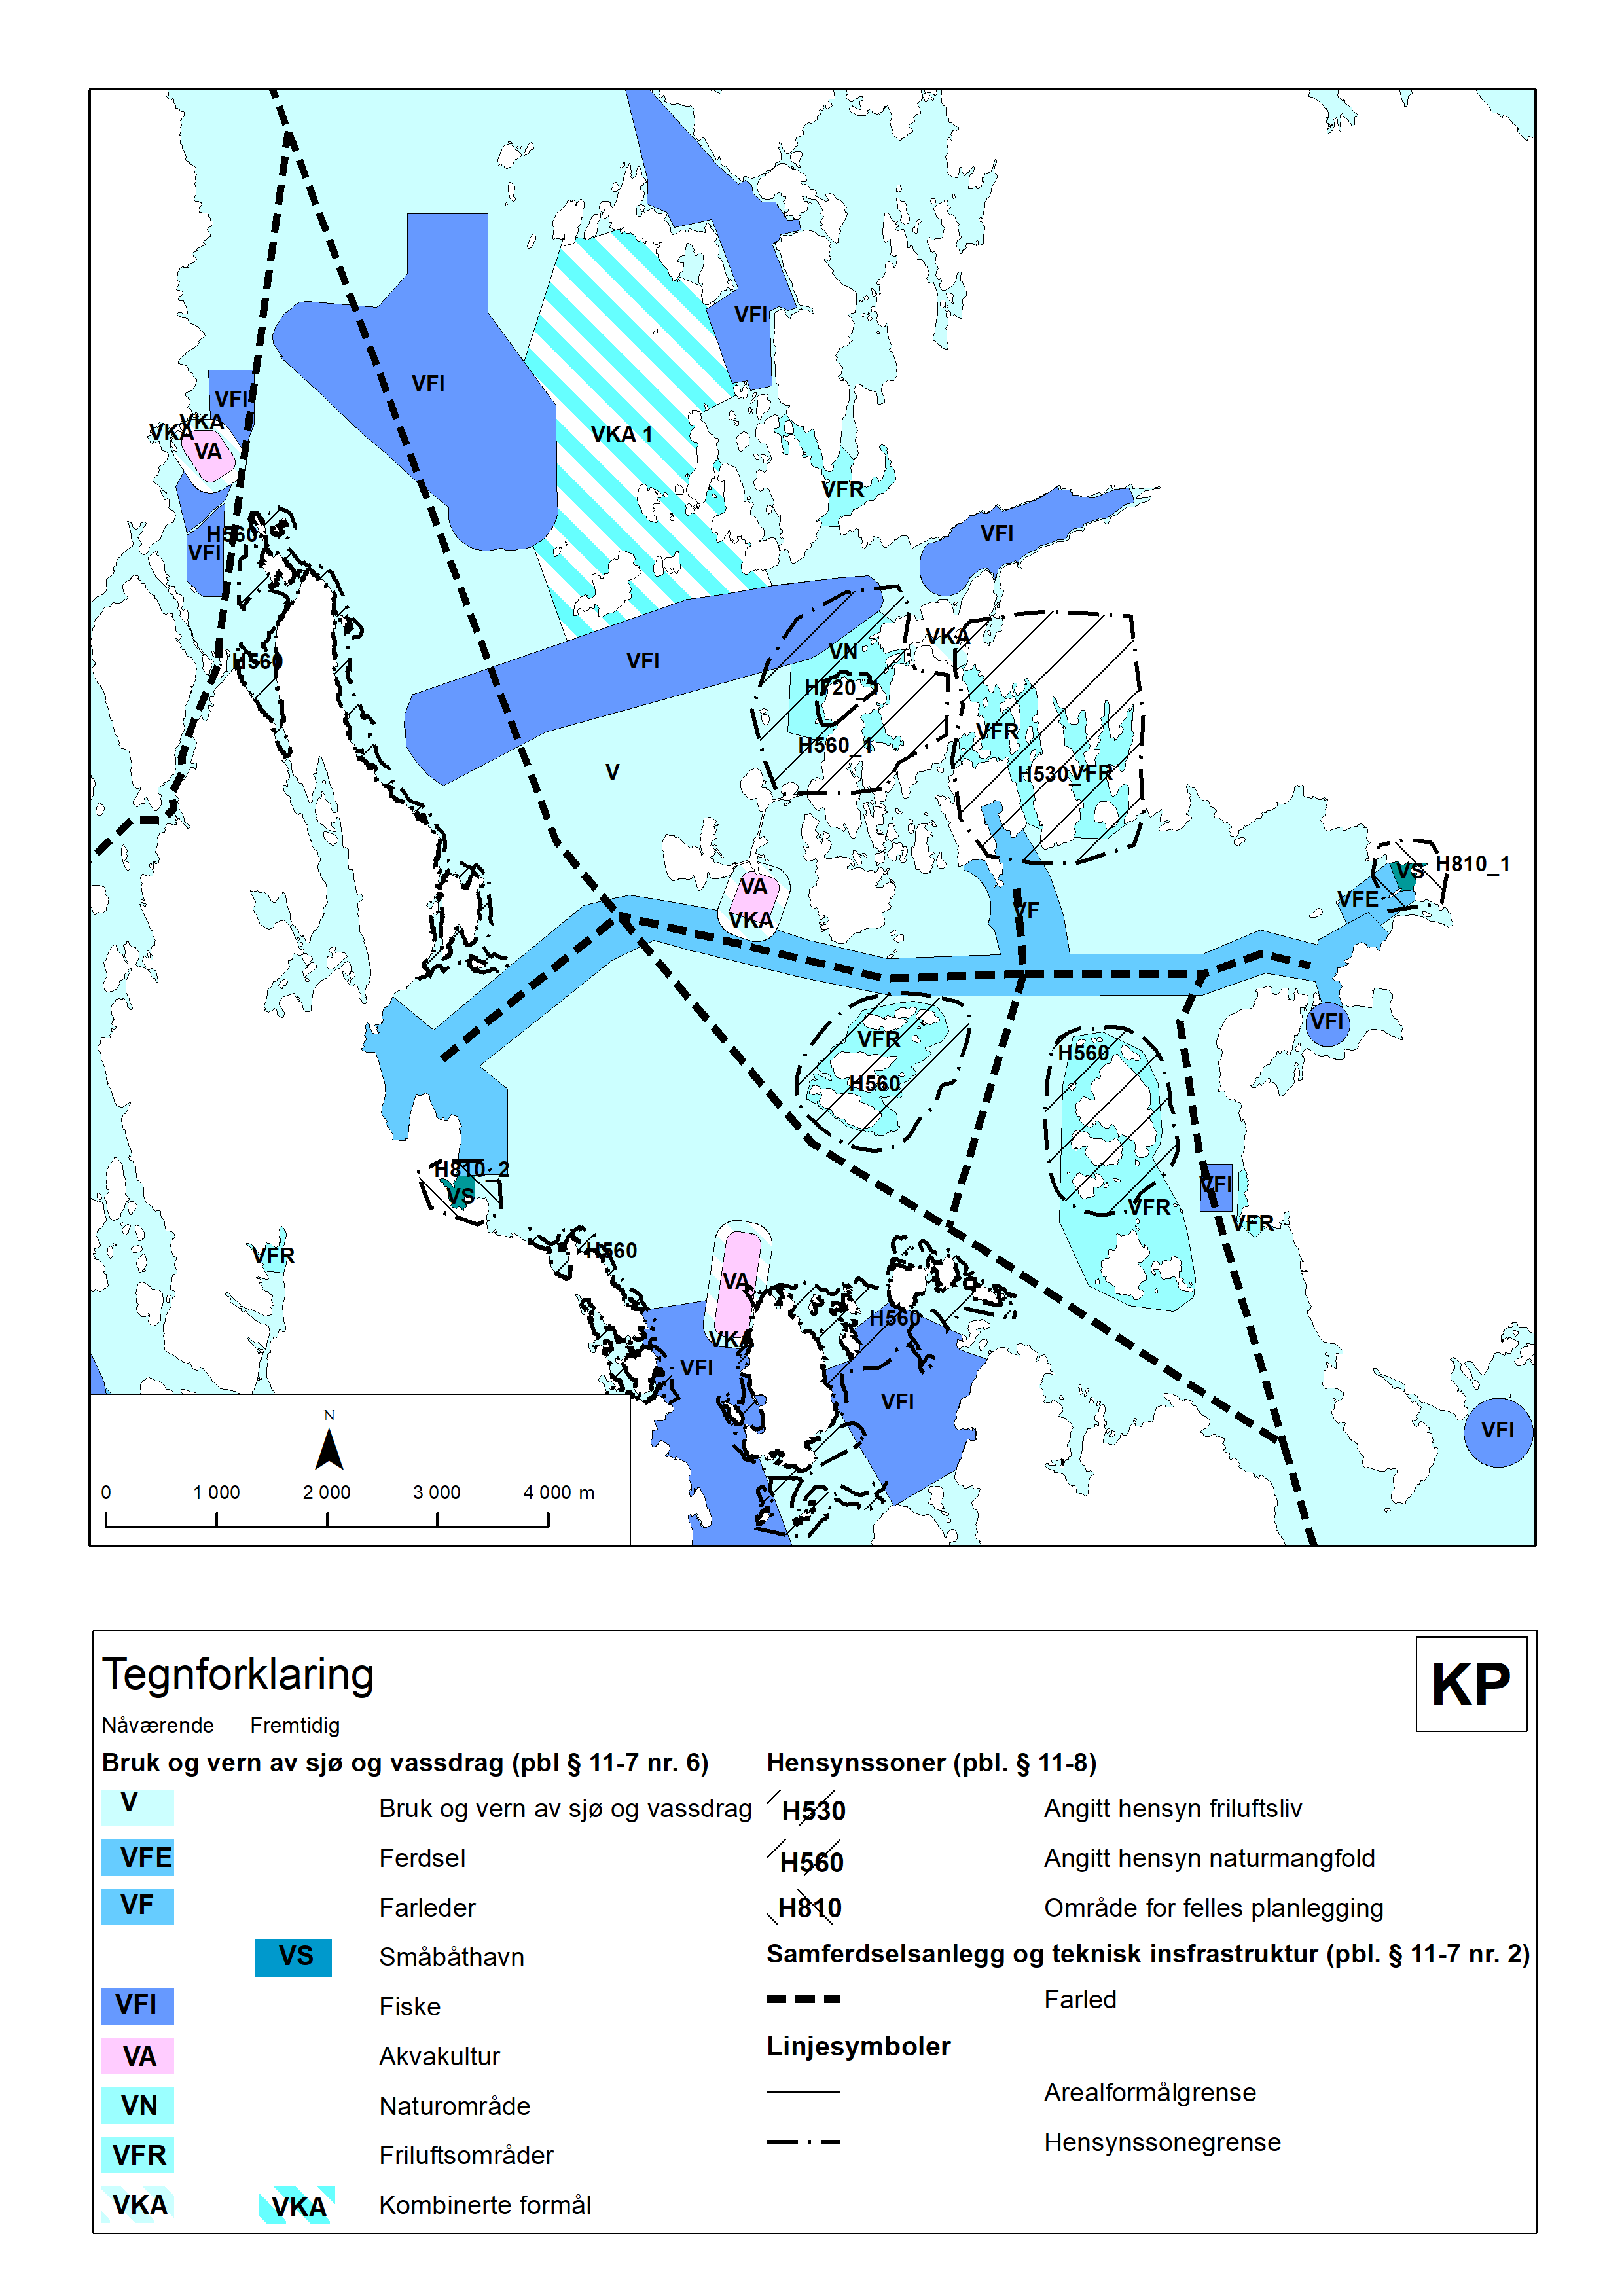 VFI
VFI
VFI
VKA
VKA
VKA 1
VA
VFR
VFI
H560
VFI
VKA
VN
H560
VFI
H720_1
VFR
H560_1
V
H530_
VFR
H810_1
VS
VA
VFE
VF
VKA
VFI
VFR
H560
H560
H810_2
VFI
VS
VFR
VFR
H560
VFR
VA
H560
VKA
VFI
VFI
VFI
N
0 1 000 2 000 3 000 4 000 m
Tegnforklaring
KP
Nåværende Fremtidig
Bruk og vern av sjø og vassdrag (pbl § 11-7 nr. 6)
V Bruk og vern av sjø og vassdrag
VFE Ferdsel
VF Farleder
VS Småbåthavn
VFI Fiske
VA Akvakultur
VN Naturområde
VFR Friluftsområder
VKA VKA Kombinerte formål
Hensynssoner (pbl. § 11-8)
H530 Angitt hensyn friluftsliv
H560 Angitt hensyn naturmangfold
H810 Område for felles planlegging
Samferdselsanlegg og teknisk insfrastruktur (pbl. § 11-7 nr. 2)
Farled
Linjesymboler
Arealformålgrense
Hensynssonegrense